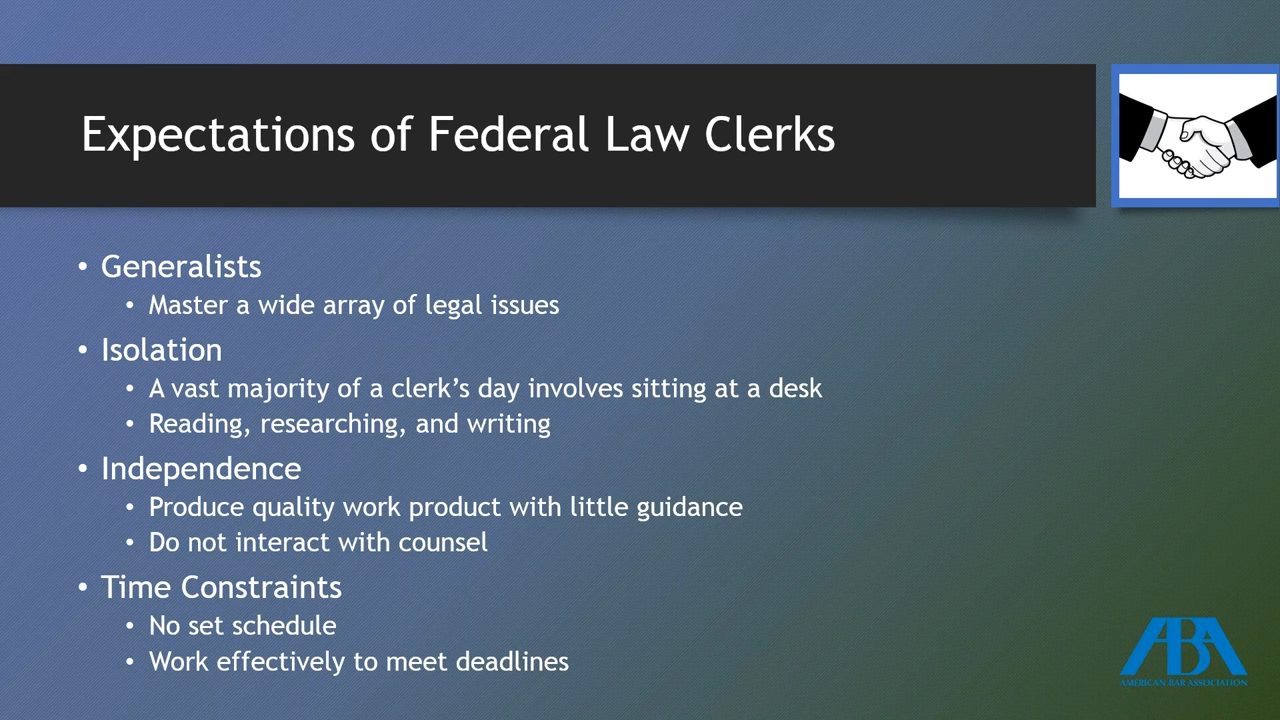 Expectations of Federal Law Clerks
• Generalists
• Master a wide array of legal issues
• Isolation
• A vast majority of a clerk’s day involves sitting at a desk
• Reading, researching, and writing
• Independence
• Produce quality work product with little guidance
• Do not interact with counsel
• Time Constraints
• No set schedule
• Work effectively to meet deadlines
ABA
AMERICAN BAR ASSOCIATION